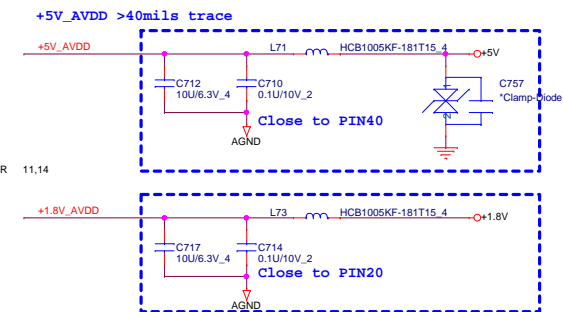 +5V_AVDD >40mils trace
+5V_AVDD
L71
HCB1005KF-181T15_4
+5V
C712
10U/6.3V_4
C710
0.1U/10V_2
C757
*Clamp-Diode
1
2
Close to PIN40
AGND
R 11,14
+1.8V_AVDD
L73
HCB1005KF-181T15_4
+1.8V
C717
10U/6.3V_4
C714
0.1U/10V_2
Close to PIN20
AGND